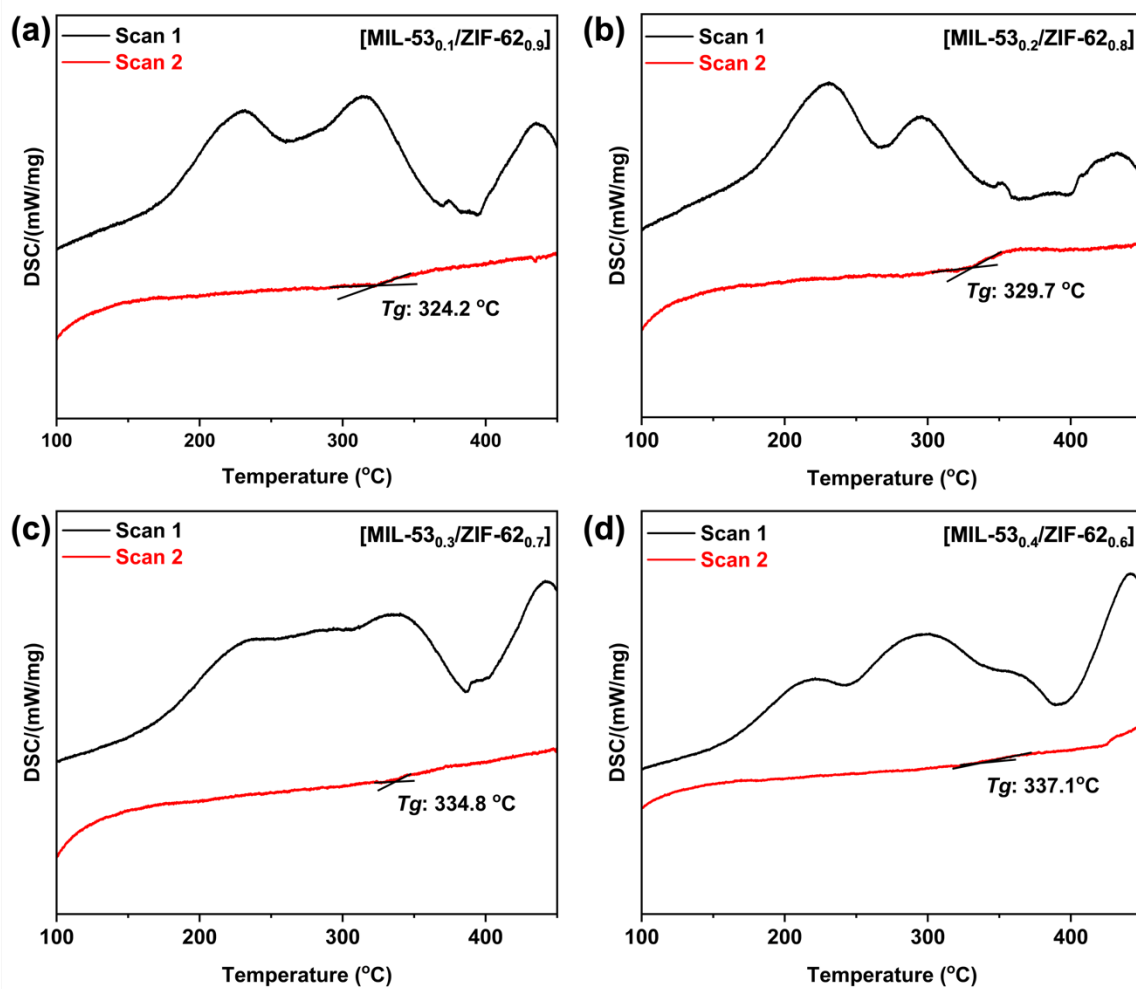 (a)
Scan 1
Scan 2
[MIL-53₀.₁/ZIF-62₀.₉]
DSC/(mW/mg)
Tg: 324.2 °C
100 200 300 400
Temperature (°C)
(b)
Scan 1
Scan 2
[MIL-53₀.₂/ZIF-62₀.₈]
DSC/(mW/mg)
Tg: 329.7 °C
100 200 300 400
Temperature (°C)
(c)
Scan 1
Scan 2
[MIL-53₀.₃/ZIF-62₀.₇]
DSC/(mW/mg)
Tg: 334.8 °C
100 200 300 400
Temperature (°C)
(d)
Scan 1
Scan 2
[MIL-53₀.₄/ZIF-62₀.₆]
DSC/(mW/mg)
Tg: 337.1°C
100 200 300 400
Temperature (°C)